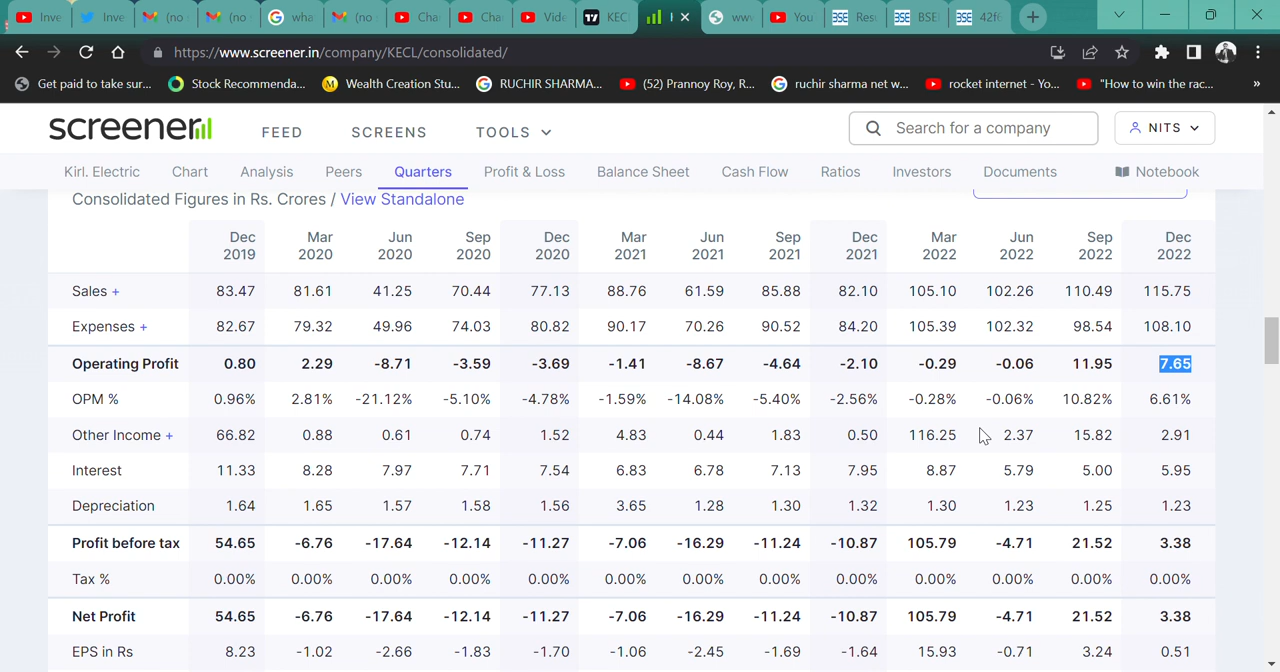 Inve Inve (no (no wha (no Cha Cha Vide KEC www You Res BSE 42f6
https://www.screener.in/company/KECL/consolidated/
Get paid to take sur... Stock Recommenda... Wealth Creation Stu... RUCHIR SHARMA... (52) Prannoy Roy, R... ruchir sharma net w... rocket internet - Yo... "How to win the rac... »
screener FEED SCREENS TOOLS Search for a company NITS
Kirl. Electric Chart Analysis Peers Quarters Profit & Loss Balance Sheet Cash Flow Ratios Investors Documents Notebook
Consolidated Figures in Rs. Crores / View Standalone
Dec Mar Jun Sep Dec Mar Jun Sep Dec Mar Jun Sep Dec
2019 2020 2020 2020 2020 2021 2021 2021 2021 2022 2022 2022 2022
Sales + 83.47 81.61 41.25 70.44 77.13 88.76 61.59 85.88 82.10 105.10 102.26 110.49 115.75
Expenses + 82.67 79.32 49.96 74.03 80.82 90.17 70.26 90.52 84.20 105.39 102.32 98.54 108.10
Operating Profit 0.80 2.29 -8.71 -3.59 -3.69 -1.41 -8.67 -4.64 -2.10 -0.29 -0.06 11.95 7.65
OPM % 0.96% 2.81% -21.12% -5.10% -4.78% -1.59% -14.08% -5.40% -2.56% -0.28% -0.06% 10.82% 6.61%
Other Income + 66.82 0.88 0.61 0.74 1.52 4.83 0.44 1.83 0.50 116.25 2.37 15.82 2.91
Interest 11.33 8.28 7.97 7.71 7.54 6.83 6.78 7.13 7.95 8.87 5.79 5.00 5.95
Depreciation 1.64 1.65 1.57 1.58 1.56 3.65 1.28 1.30 1.32 1.30 1.23 1.25 1.23
Profit before tax 54.65 -6.76 -17.64 -12.14 -11.27 -7.06 -16.29 -11.24 -10.87 105.79 -4.71 21.52 3.38
Tax % 0.00% 0.00% 0.00% 0.00% 0.00% 0.00% 0.00% 0.00% 0.00% 0.00% 0.00% 0.00% 0.00%
Net Profit 54.65 -6.76 -17.64 -12.14 -11.27 -7.06 -16.29 -11.24 -10.87 105.79 -4.71 21.52 3.38
EPS in Rs 8.23 -1.02 -2.66 -1.83 -1.70 -1.06 -2.45 -1.69 -1.64 15.93 -0.71 3.24 0.51